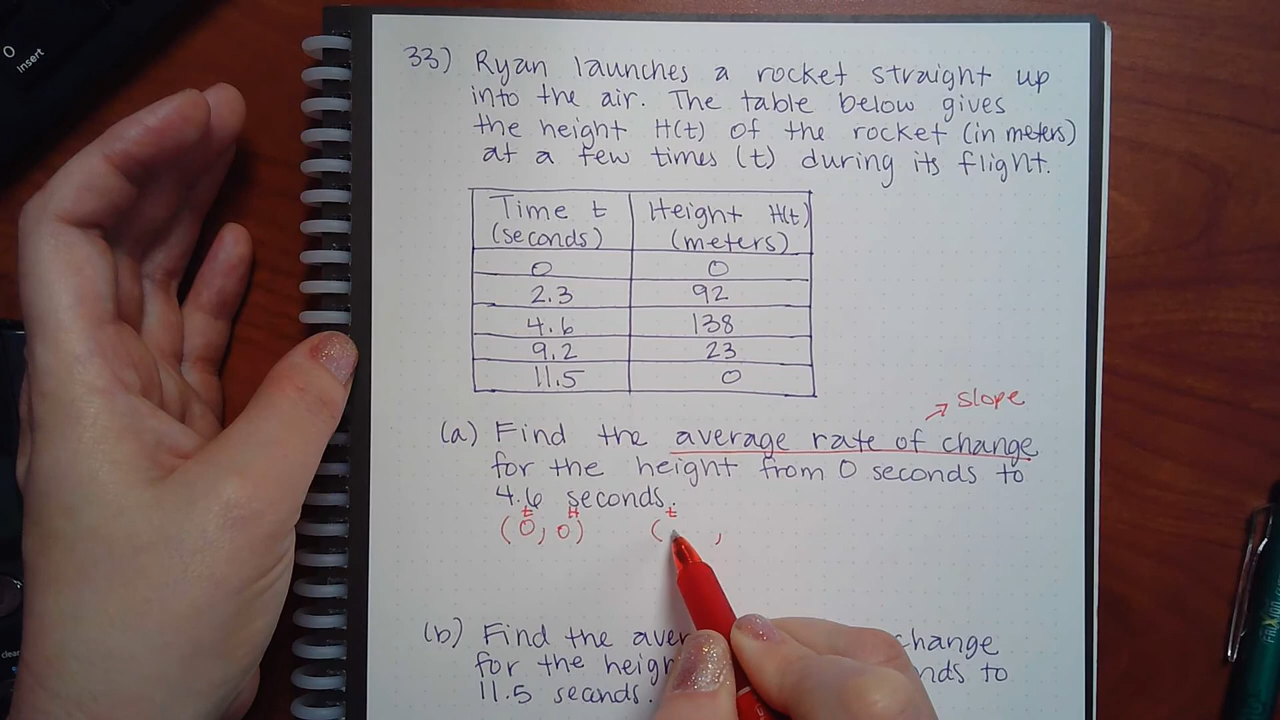 O
Insert
33) Ryan launches a rocket straight up
into the air. The table below gives
the height H(t) of the rocket (in meters)
at a few times (t) during its flight.
Time t Height H(t)
(seconds) (meters)
0 0
2.3 92
4.6 138
9.2 23
11.5 0
slope
(a) Find the average rate of change
for the height from 0 seconds to
4.6 seconds.
t H t
(0, 0) ( ,
(b) Find the change
for the to
11.5 seconds.
clear